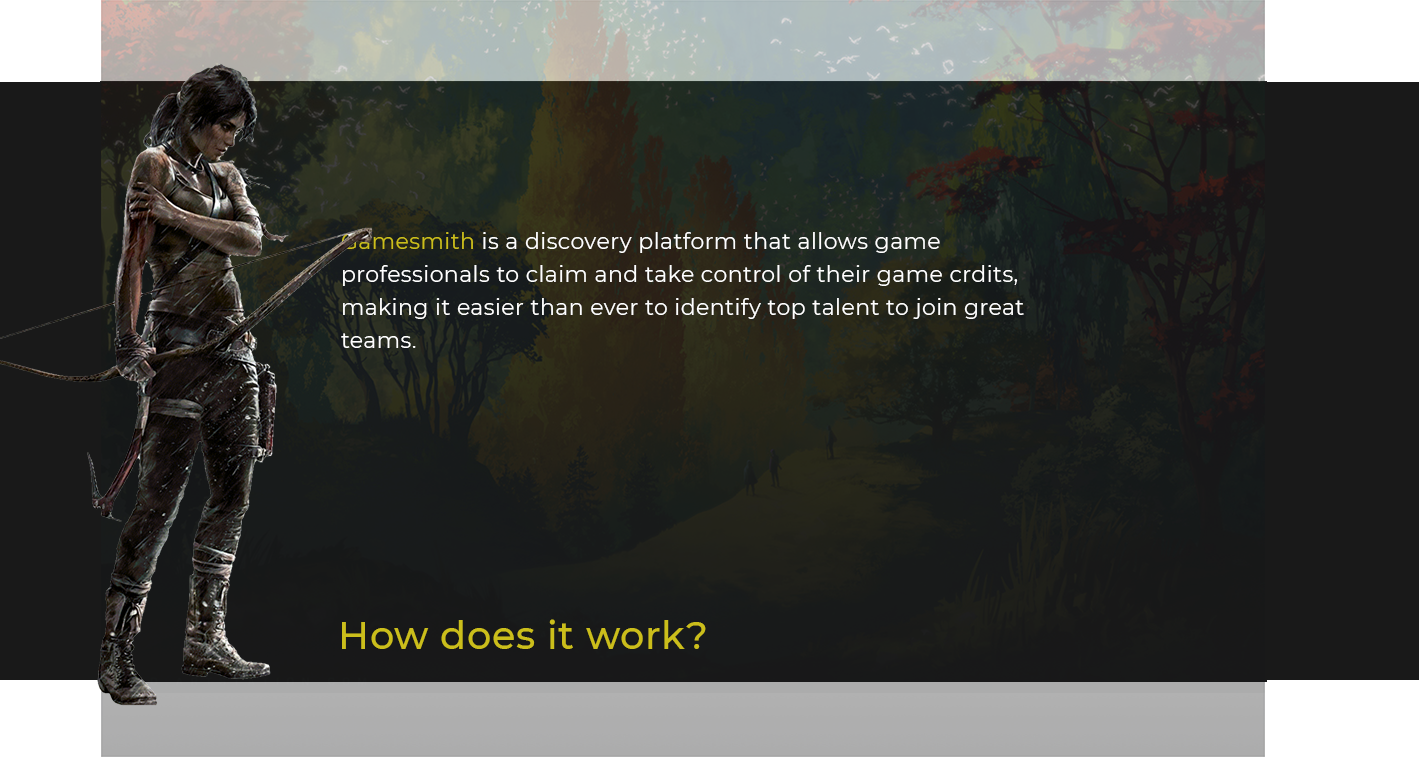 Gamesmith is a discovery platform that allows game
professionals to claim and take control of their game crdits,
making it easier than ever to identify top talent to join great
teams.
How does it work?